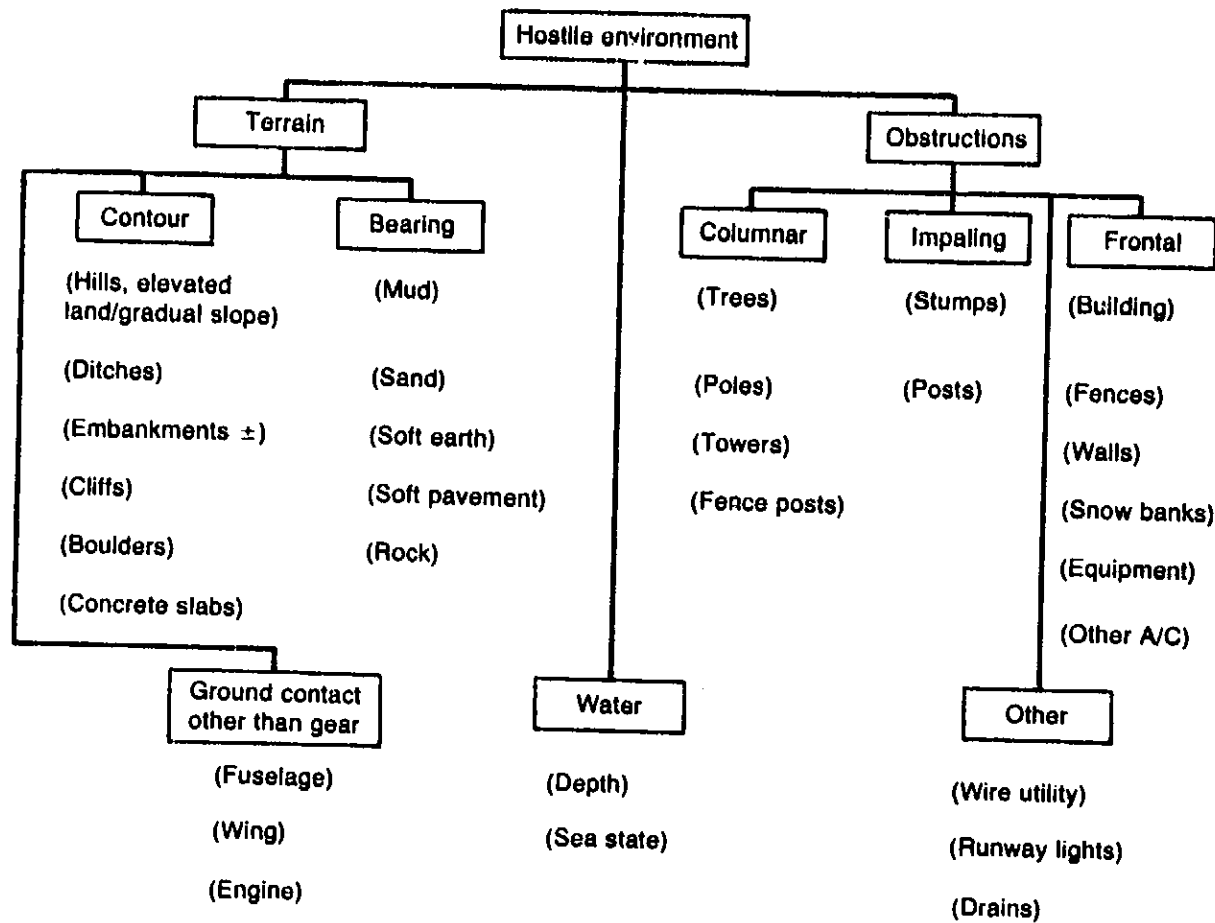 Hostile environment
Terrain
Obstructions
Contour
Bearing
Columnar
Impaling
Frontal
(Hills, elevated
land/gradual slope)
(Ditches)
(Embankments ±)
(Cliffs)
(Boulders)
(Concrete slabs)
(Mud)
(Sand)
(Soft earth)
(Soft pavement)
(Rock)
(Trees)
(Poles)
(Towers)
(Fence posts)
(Stumps)
(Posts)
(Building)
(Fences)
(Walls)
(Snow banks)
(Equipment)
(Other A/C)
Ground contact
other than gear
(Fuselage)
(Wing)
(Engine)
Water
(Depth)
(Sea state)
Other
(Wire utility)
(Runway lights)
(Drains)